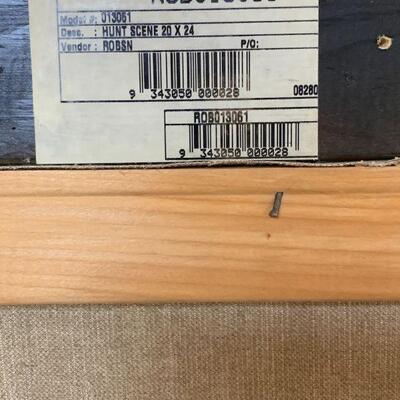 Model #: 013061
Desc. : HUNT SCENE 20 X 24
Vendor : ROBSN P/O:
9 343050 000028
08280
ROB013061
9 343050 000028